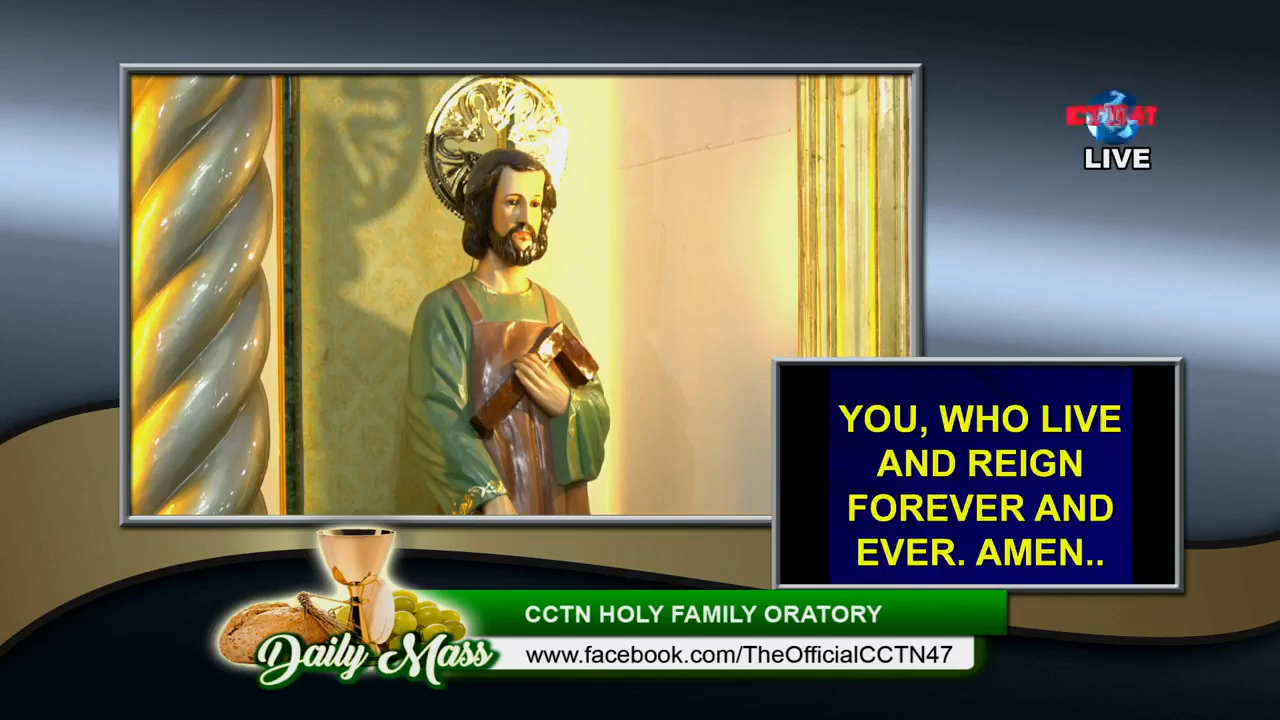 CTN47
LIVE
YOU, WHO LIVE
AND REIGN
FOREVER AND
EVER. AMEN..
CCTN HOLY FAMILY ORATORY
Daily Mass
www.facebook.com/TheOfficialCCTN47